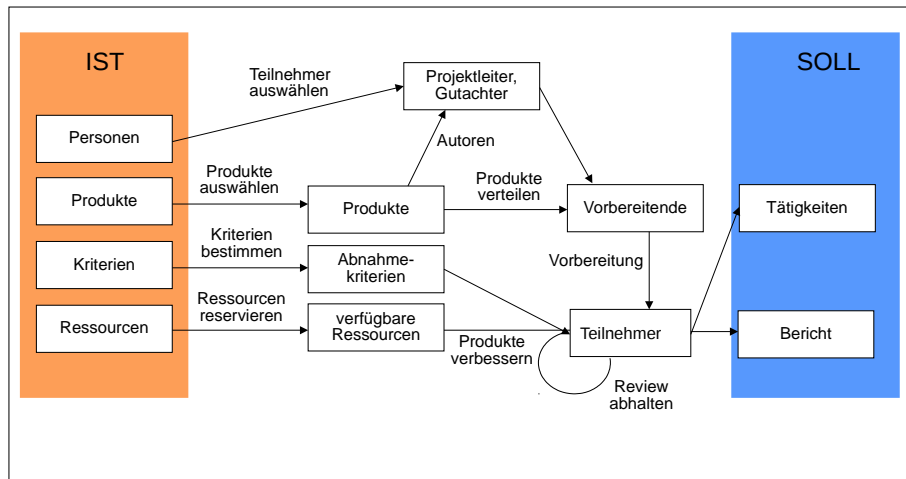 IST
SOLL
Teilnehmer
auswählen
Projektleiter,
Gutachter
Personen
Autoren
Produkte
auswählen
Produkte
verteilen
Produkte
Produkte
Vorbereitende
Tätigkeiten
Kriterien
bestimmen
Kriterien
Abnahme-
kriterien
Vorbereitung
Ressourcen
reservieren
Ressourcen
verfügbare
Ressourcen
Produkte
verbessern
Teilnehmer
Bericht
Review
abhalten